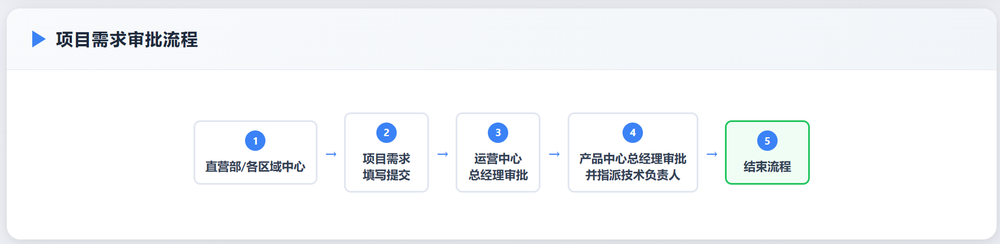 项目需求审批流程
1
直营部/各区域中心
→
2
项目需求
填写提交
→
3
运营中心
总经理审批
→
4
产品中心总经理审批
并指派技术负责人
→
5
结束流程